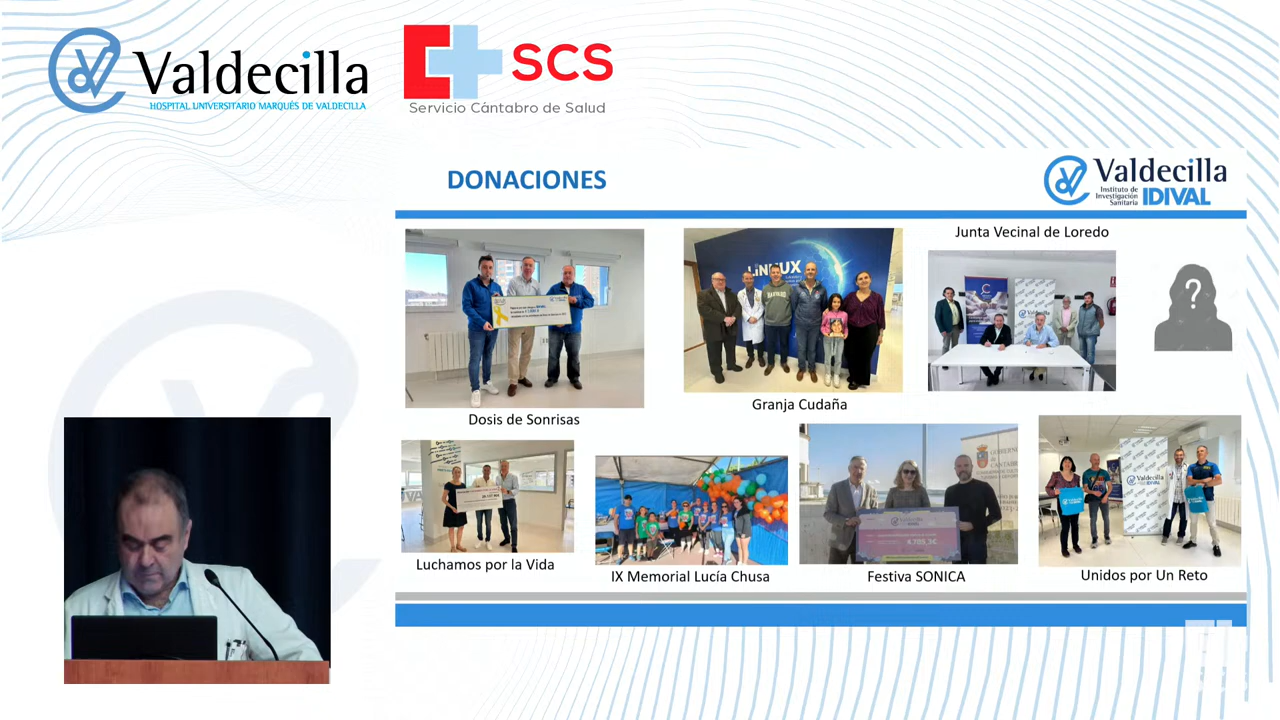 Valdecilla
HOSPITAL UNIVERSITARIO MARQUÉS DE VALDECILLA
SCS
Servicio Cántabro de Salud
DONACIONES
Valdecilla
Instituto de
Investigación
Sanitaria
IDIVAL
Junta Vecinal de Loredo
?
Dosis de Sonrisas
Granja Cudaña
Luchamos por la Vida
IX Memorial Lucía Chusa
Festiva SONICA
Unidos por Un Reto